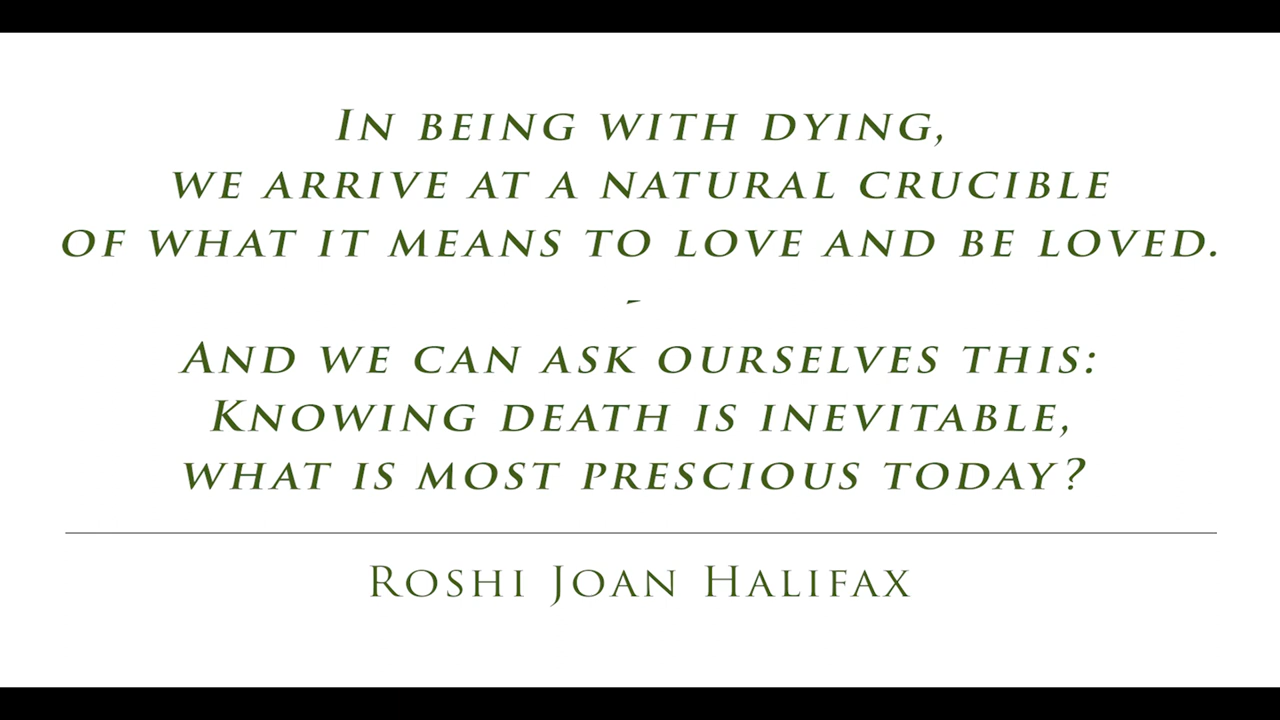 In being with dying,
we arrive at a natural crucible
of what it means to love and be loved.
-
And we can ask ourselves this:
Knowing death is inevitable,
what is most prescious today?
Roshi Joan Halifax